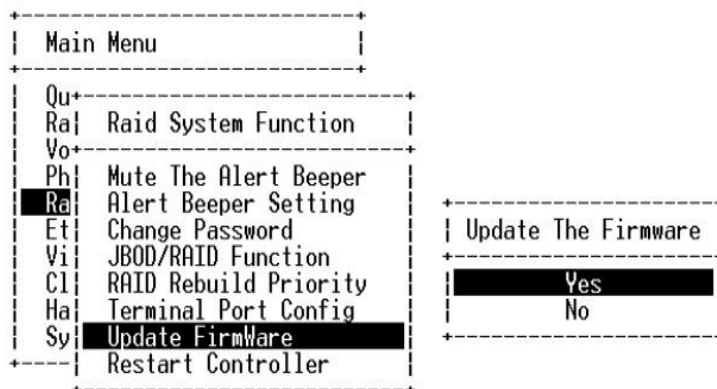 Main Menu
Qu
Ra
Raid System Function
Vo
Ph
Mute The Alert Beeper
Ra
Alert Beeper Setting
Et
Change Password
Update The Firmware
Vi
JBOD/RAID Function
Cl
RAID Rebuild Priority
Yes
Ha
Terminal Port Config
No
Sy
Update FirmWare
Restart Controller